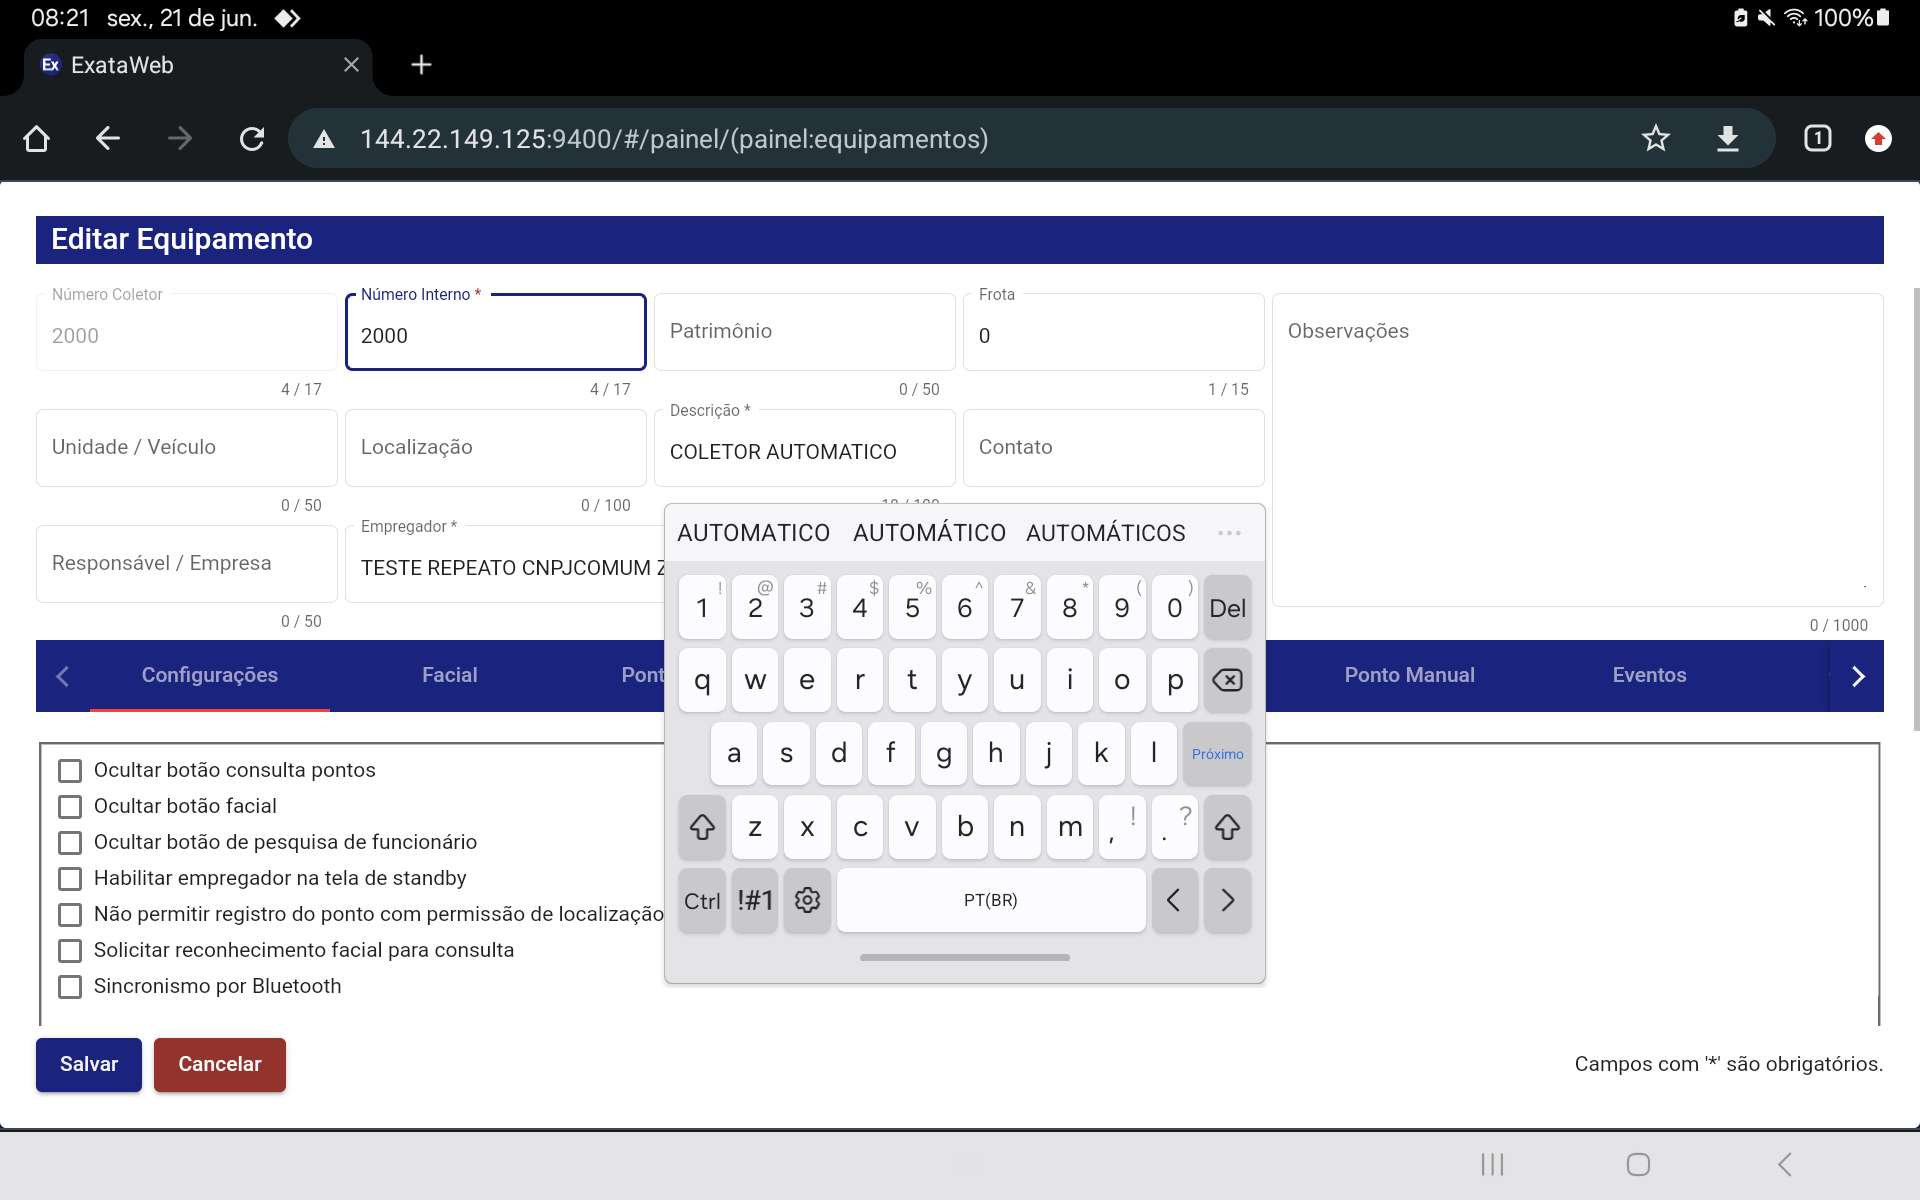 08:21 sex., 21 de jun. 100%
Ex ExataWeb
144.22.149.125:9400/#/painel/(painel:equipamentos) 1
Editar Equipamento
Número Coletor Número Interno * Frota
2000 2000 Patrimônio 0 Observações
4 / 17 4 / 17 0 / 50 1 / 15
Descrição *
Unidade / Veículo Localização COLETOR AUTOMATICO Contato
0 / 50 0 / 100
Empregador *
Responsável / Empresa TESTE REPEATO CNPJCOMUM
0 / 50 0 / 1000
AUTOMATICO AUTOMÁTICO AUTOMÁTICOS ...
! @ # $ % ^ & * ( )
1 2 3 4 5 6 7 8 9 0 Del
q w e r t y u i o p
a s d f g h j k l Próximo
z x c v b n m , ! . ?
Ctrl !#1 PT(BR) < >
Configurações Facial Pont Ponto Manual Eventos
Ocultar botão consulta pontos
Ocultar botão facial
Ocultar botão de pesquisa de funcionário
Habilitar empregador na tela de standby
Não permitir registro do ponto com permissão de localização
Solicitar reconhecimento facial para consulta
Sincronismo por Bluetooth
Salvar Cancelar Campos com '*' são obrigatórios.